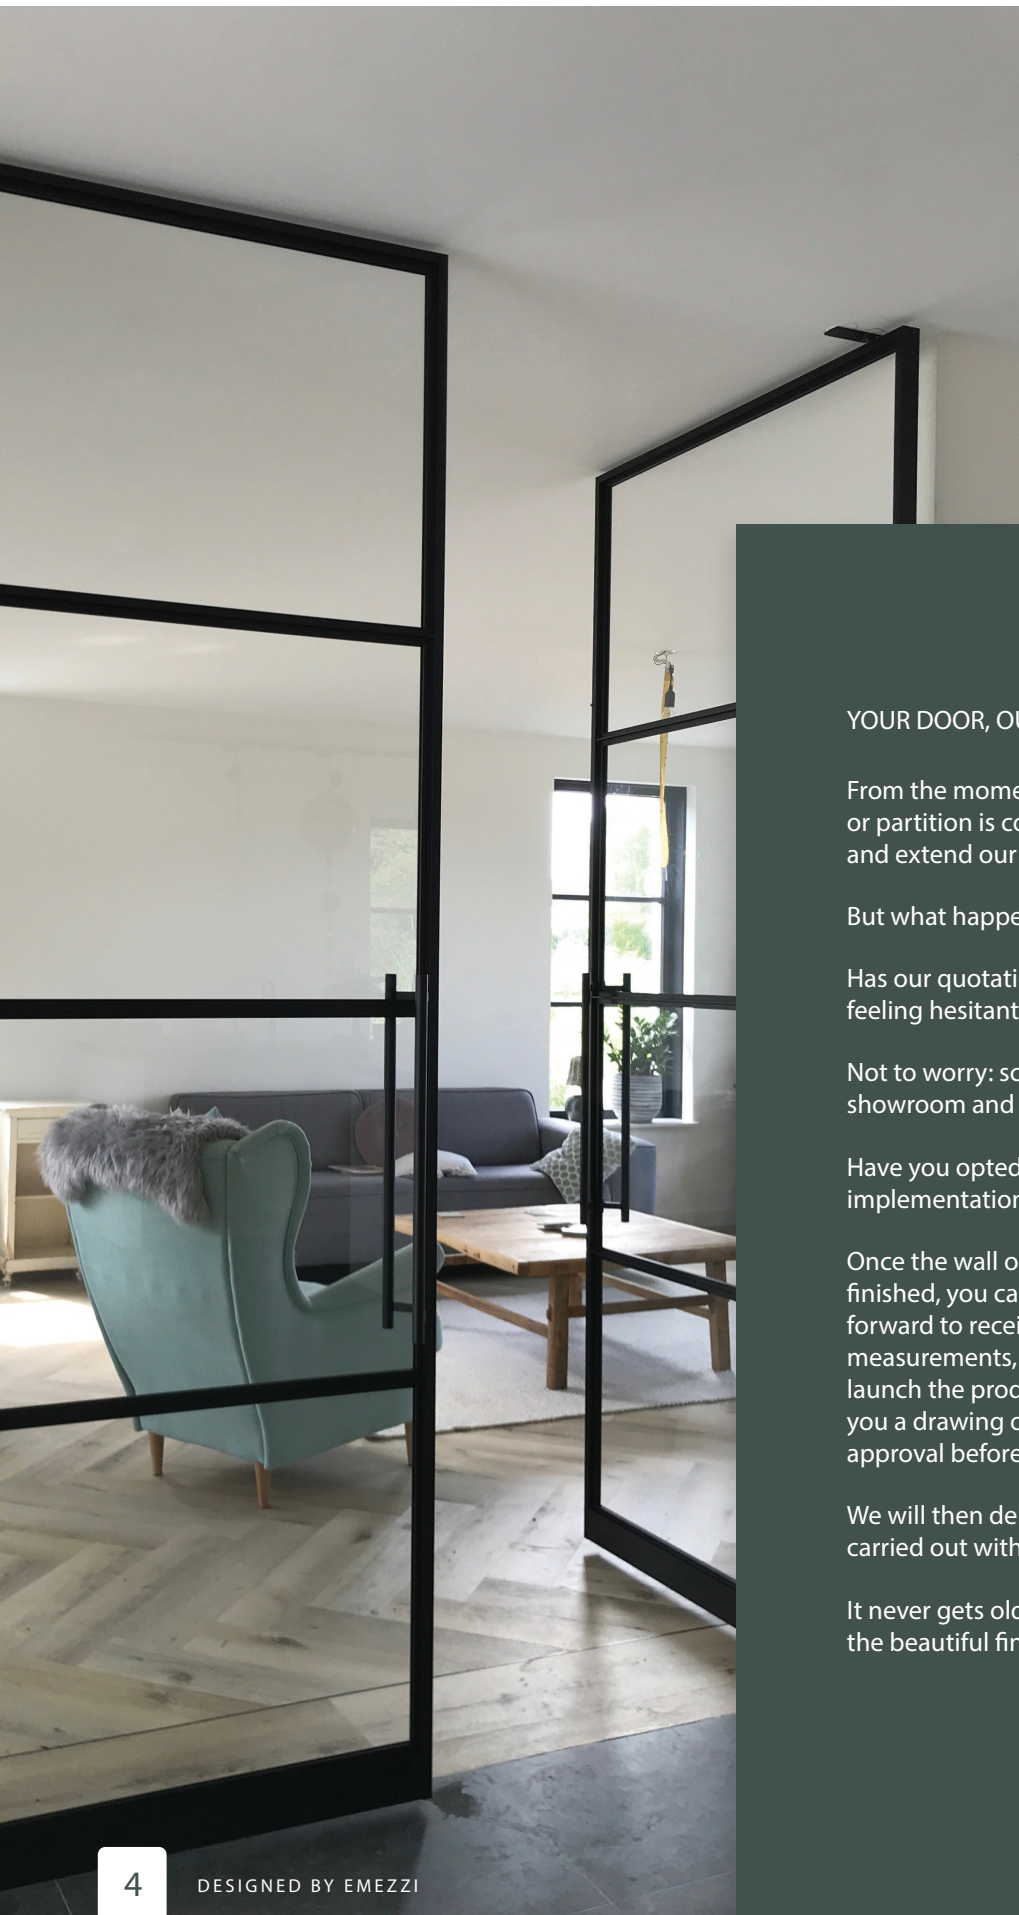 YOUR DOOR, OU
From the mome
or partition is co
and extend our
But what happe
Has our quotati
feeling hesitant
Not to worry: so
showroom and
Have you opted
implementation
Once the wall o
finished, you ca
forward to recei
measurements,
launch the prod
you a drawing o
approval before
We will then de
carried out with
It never gets old
the beautiful fin
4 DESIGNED BY EMEZZI